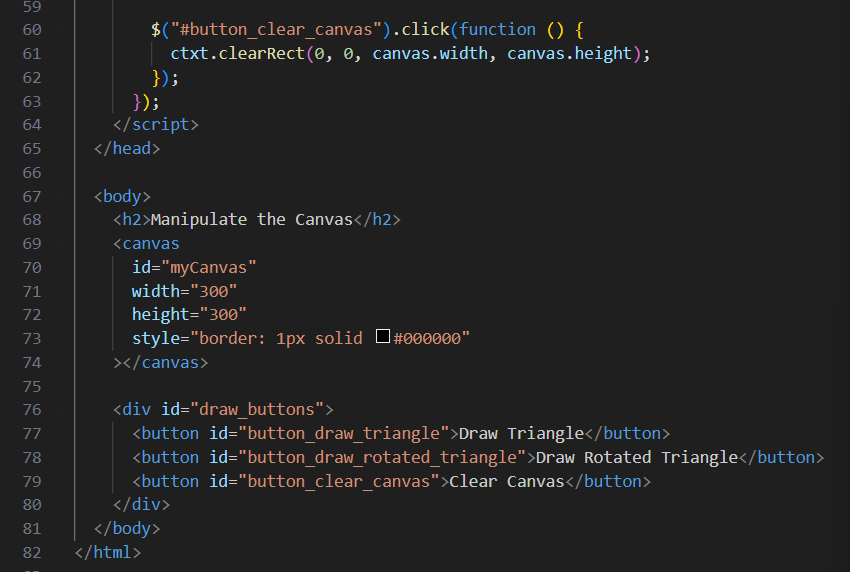 59
60 $("#button_clear_canvas").click(function () {
61 ctxt.clearRect(0, 0, canvas.width, canvas.height);
62 });
63 });
64 </script>
65 </head>
66
67 <body>
68 <h2>Manipulate the Canvas</h2>
69 <canvas
70 id="myCanvas"
71 width="300"
72 height="300"
73 style="border: 1px solid #000000"
74 ></canvas>
75
76 <div id="draw_buttons">
77 <button id="button_draw_triangle">Draw Triangle</button>
78 <button id="button_draw_rotated_triangle">Draw Rotated Triangle</button>
79 <button id="button_clear_canvas">Clear Canvas</button>
80 </div>
81 </body>
82 </html>